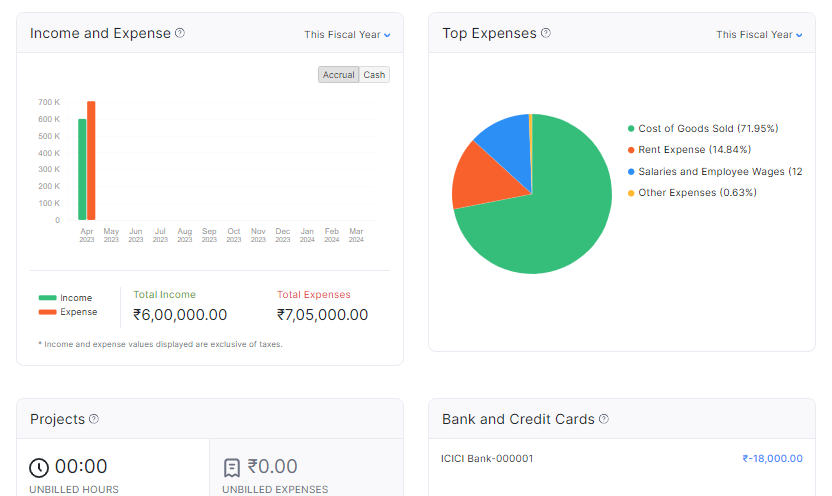 Income and Expense
This Fiscal Year
Accrual Cash
700 K
600 K
500 K
400 K
300 K
200 K
100 K
0
Apr May Jun Jul Aug Sep Oct Nov Dec Jan Feb Mar
2023 2023 2023 2023 2023 2023 2023 2023 2023 2024 2024 2024
Income
Expense
Total Income
₹6,00,000.00
Total Expenses
₹7,05,000.00
* Income and expense values displayed are exclusive of taxes.
Top Expenses
This Fiscal Year
Cost of Goods Sold (71.95%)
Rent Expense (14.84%)
Salaries and Employee Wages (12
Other Expenses (0.63%)
Projects
00:00
UNBILLED HOURS
₹0.00
UNBILLED EXPENSES
Bank and Credit Cards
ICICI Bank-000001
₹-18,000.00